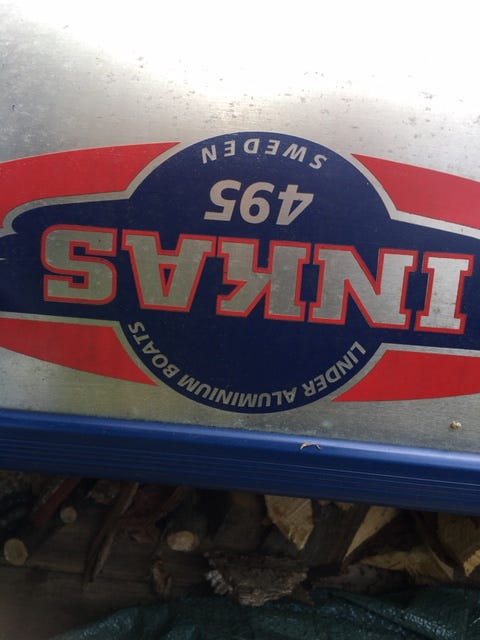 LINDER ALUMINIUM BOATS
INKAS
495
SWEDEN